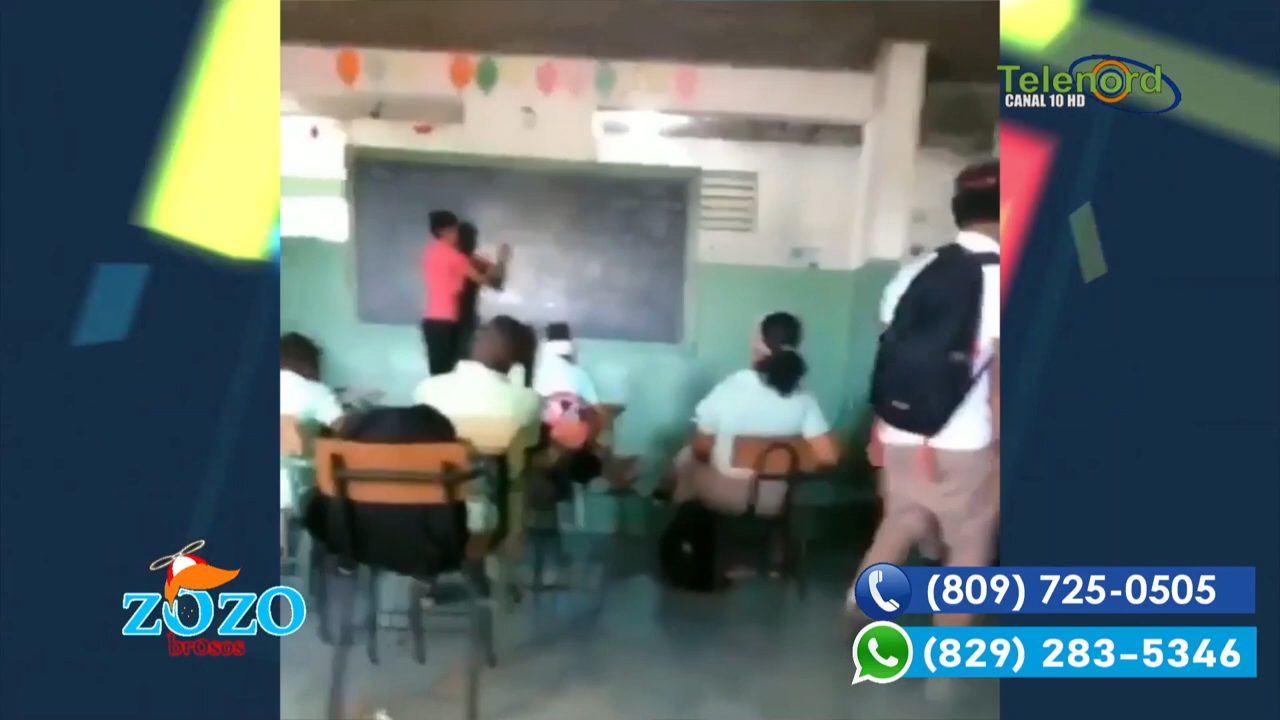 Telenord
CANAL 10 HD
ZOZO
brosos
(809) 725-0505
(829) 283-5346